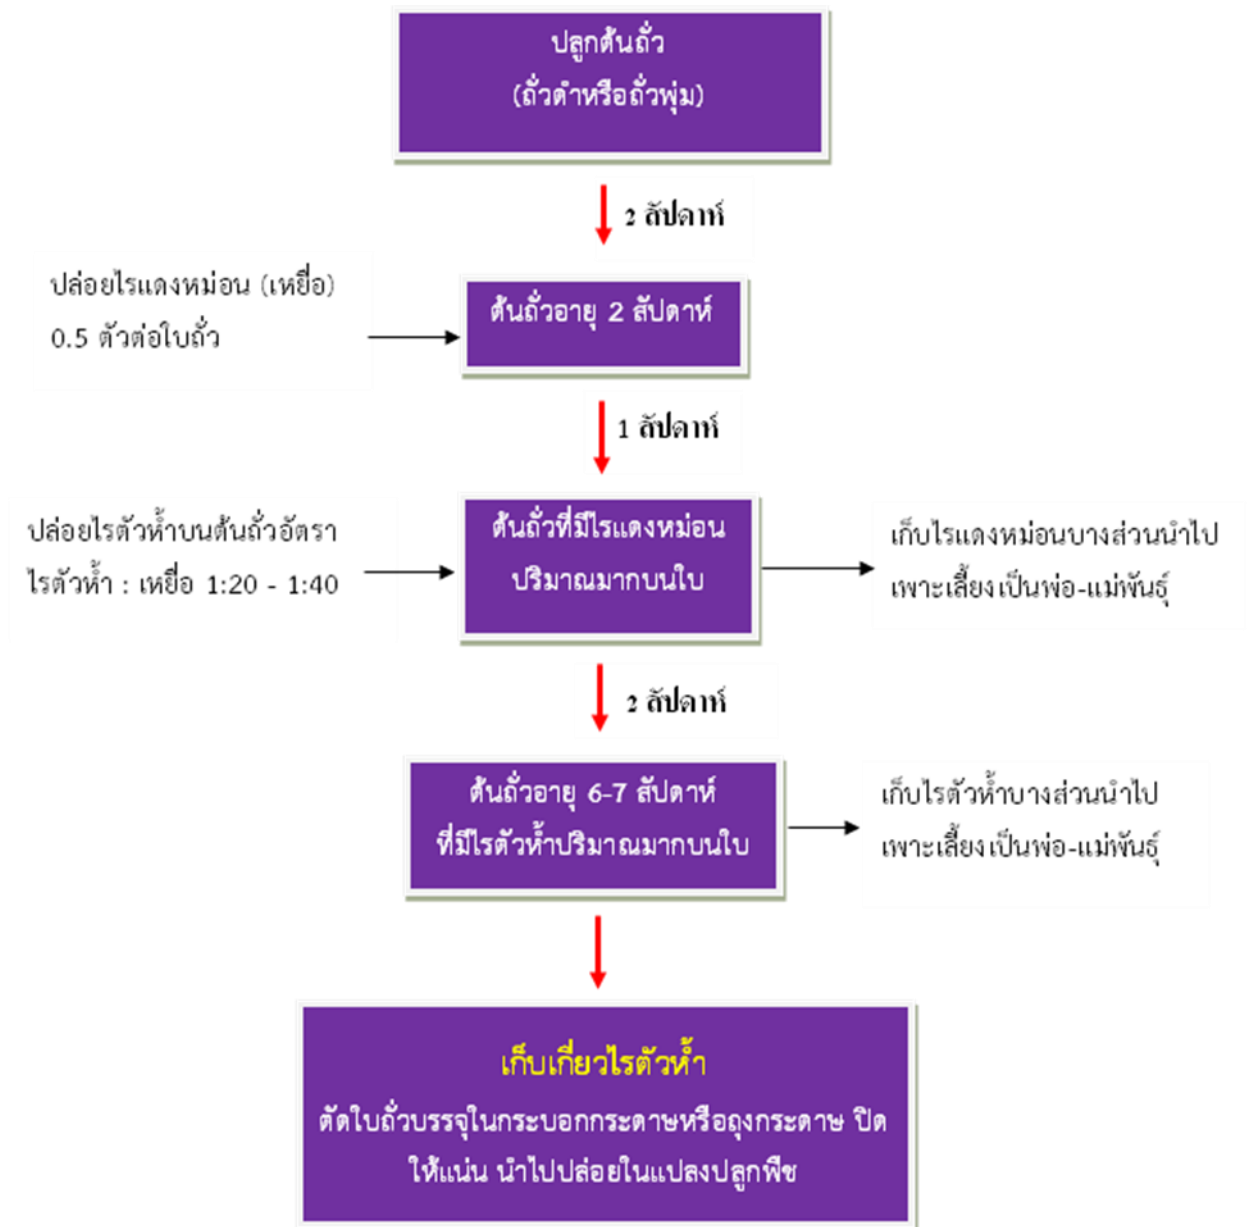 ปลูกต้นถั่ว
(ถั่วดำหรือถั่วพุ่ม)
2 สัปดาห์
ปล่อยไรแดงหม่อน (เหยื่อ)
0.5 ตัวต่อใบถั่ว
ต้นถั่วอายุ 2 สัปดาห์
1 สัปดาห์
ปล่อยไรตัวห้ำบนต้นถั่วอัตรา
ไรตัวห้ำ : เหยื่อ 1:20 - 1:40
ต้นถั่วที่มีไรแดงหม่อน
ปริมาณมากบนใบ
เก็บไรแดงหม่อนบางส่วนนำไป
เพาะเลี้ยงเป็นพ่อ-แม่พันธุ์
2 สัปดาห์
ต้นถั่วอายุ 6-7 สัปดาห์
ที่มีไรตัวห้ำปริมาณมากบนใบ
เก็บไรตัวห้ำบางส่วนนำไป
เพาะเลี้ยงเป็นพ่อ-แม่พันธุ์
เก็บเกี่ยวไรตัวห้ำ
ตัดใบถั่วบรรจุในกระบอกกระดาษหรือถุงกระดาษ ปิด
ให้แน่น นำไปปล่อยในแปลงปลูกพืช